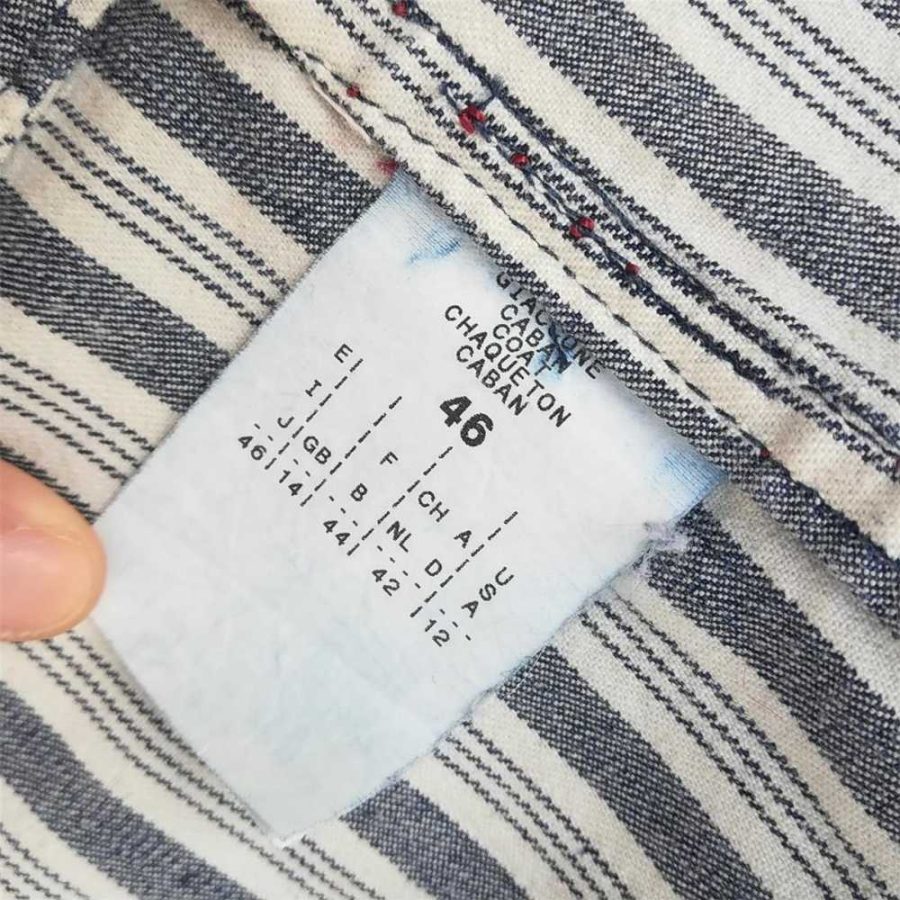 GIACCONE
CABAN
COAT
CHAQUETON
CABAN
46
E | | | |
I | | F | CH A | U
S
J | GB | B | NL D | A
46 | 14 | 44 | 42 | 12